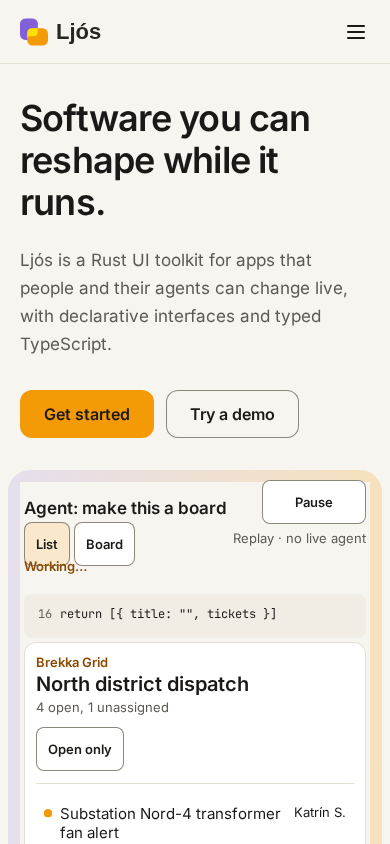 Ljós
Software you can
reshape while it
runs.
Ljós is a Rust UI toolkit for apps that
people and their agents can change live,
with declarative interfaces and typed
TypeScript.
Get started
Try a demo
Agent: make this a board
Pause
List
Board
Replay · no live agent
Working…
16 return [{ title: "", tickets }]
Brekka Grid
North district dispatch
4 open, 1 unassigned
Open only
Substation Nord-4 transformer
fan alert
Katrín S.